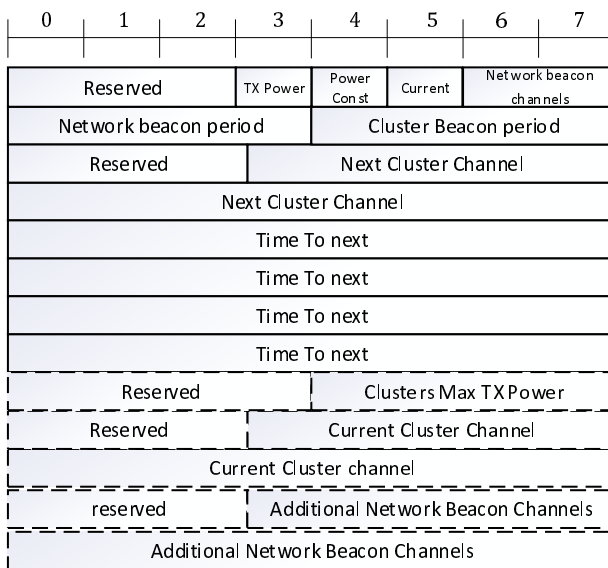 0 1 2 3 4 5 6 7
Reserved TX Power Power Const Current Network beacon channels
Network beacon period Cluster Beacon period
Reserved Next Cluster Channel
Next Cluster Channel
Time To next
Time To next
Time To next
Time To next
Reserved Clusters Max TX Power
Reserved Current Cluster Channel
Current Cluster channel
reserved Additional Network Beacon Channels
Additional Network Beacon Channels